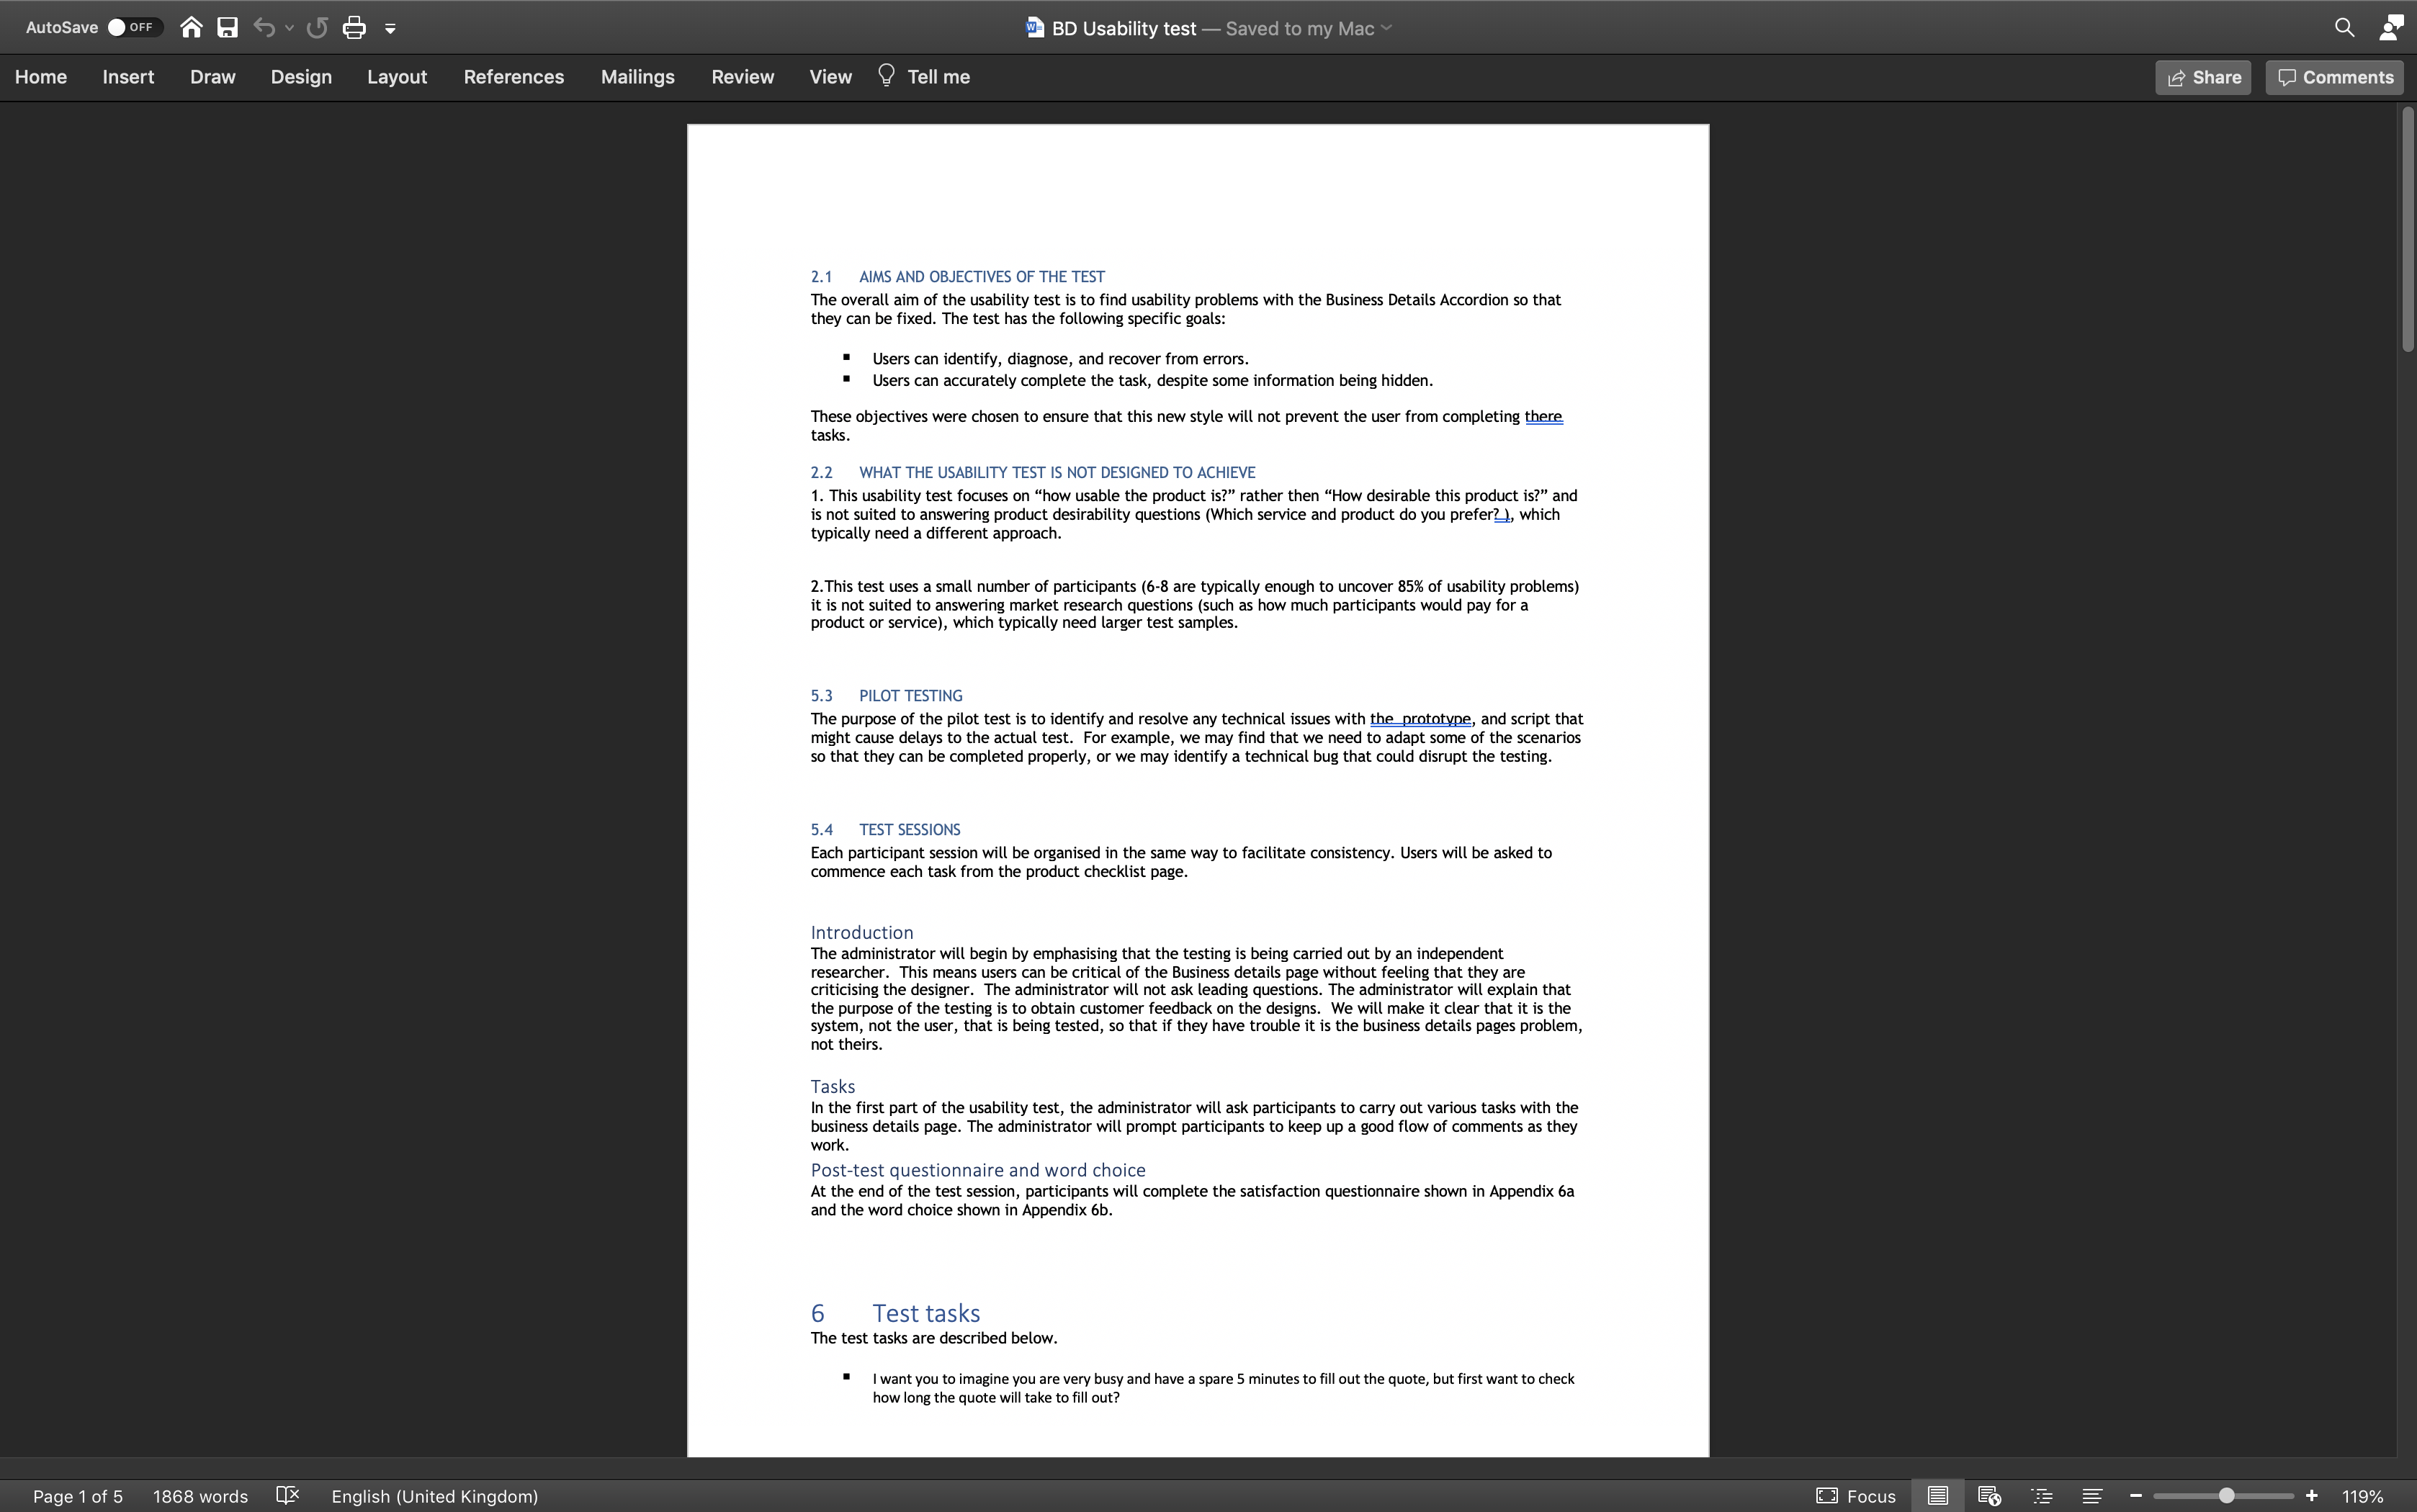 AutoSave OFF
BD Usability test — Saved to my Mac
Home Insert Draw Design Layout References Mailings Review View Tell me Share Comments
2.1 AIMS AND OBJECTIVES OF THE TEST
The overall aim of the usability test is to find usability problems with the Business Details Accordion so that
they can be fixed. The test has the following specific goals:
▪ Users can identify, diagnose, and recover from errors.
▪ Users can accurately complete the task, despite some information being hidden.
These objectives were chosen to ensure that this new style will not prevent the user from completing there
tasks.
2.2 WHAT THE USABILITY TEST IS NOT DESIGNED TO ACHIEVE
1. This usability test focuses on “how usable the product is?” rather then “How desirable this product is?” and
is not suited to answering product desirability questions (Which service and product do you prefer? ), which
typically need a different approach.
2.This test uses a small number of participants (6-8 are typically enough to uncover 85% of usability problems)
it is not suited to answering market research questions (such as how much participants would pay for a
product or service), which typically need larger test samples.
5.3 PILOT TESTING
The purpose of the pilot test is to identify and resolve any technical issues with the  prototype, and script that
might cause delays to the actual test.  For example, we may find that we need to adapt some of the scenarios
so that they can be completed properly, or we may identify a technical bug that could disrupt the testing.
5.4 TEST SESSIONS
Each participant session will be organised in the same way to facilitate consistency. Users will be asked to
commence each task from the product checklist page.
Introduction
The administrator will begin by emphasising that the testing is being carried out by an independent
researcher.  This means users can be critical of the Business details page without feeling that they are
criticising the designer.  The administrator will not ask leading questions. The administrator will explain that
the purpose of the testing is to obtain customer feedback on the designs.  We will make it clear that it is the
system, not the user, that is being tested, so that if they have trouble it is the business details pages problem,
not theirs.
Tasks
In the first part of the usability test, the administrator will ask participants to carry out various tasks with the
business details page. The administrator will prompt participants to keep up a good flow of comments as they
work.
Post-test questionnaire and word choice
At the end of the test session, participants will complete the satisfaction questionnaire shown in Appendix 6a
and the word choice shown in Appendix 6b.
6 Test tasks
The test tasks are described below.
▪ I want you to imagine you are very busy and have a spare 5 minutes to fill out the quote, but first want to check
how long the quote will take to fill out?
Page 1 of 5 1868 words English (United Kingdom) Focus 119%